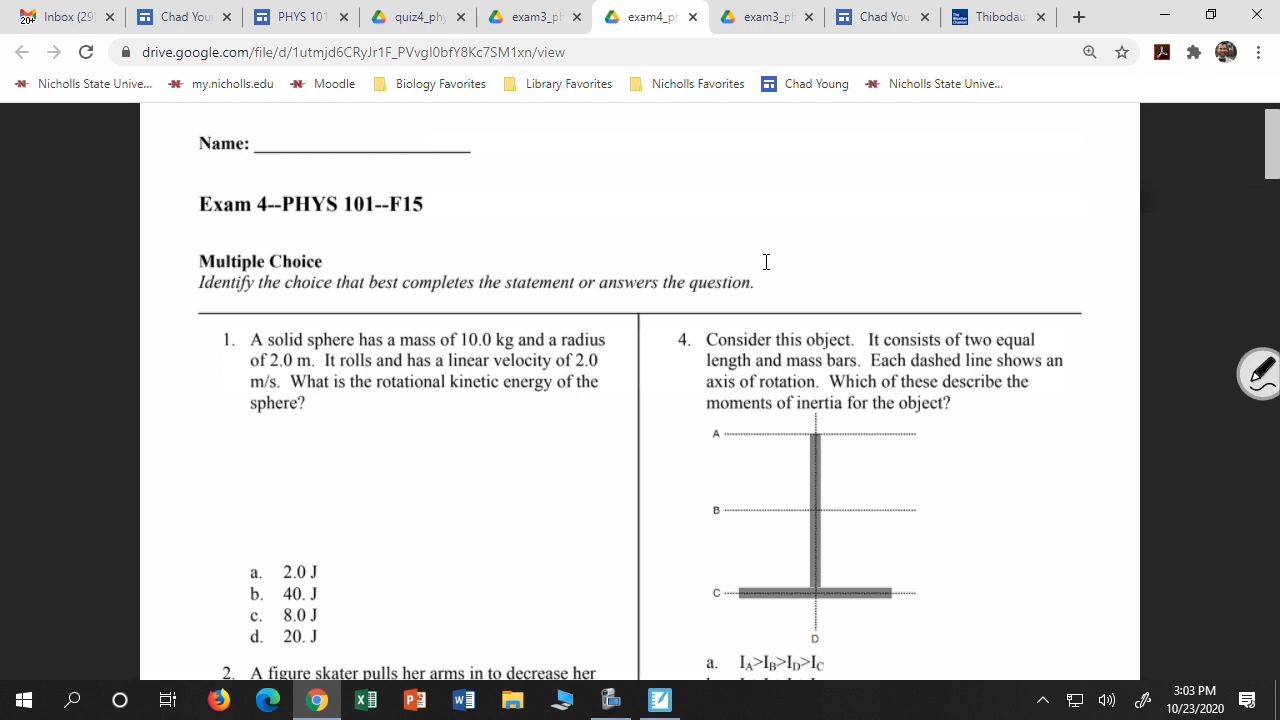 Inbox (29
PHYS 101
quiz4-p
exam3_ph
exam4_ph
exam3_ph
Chad You
Thibodau
drive.google.com/file/d/1utmjd6CRyJr1F_PVvgI0bfY8Kc7SM1xn/view
Nicholls State Unive...
my.nicholls.edu
Moodle
Biology Favorites
Library Favorites
Nicholls Favorites
Chad Young
Nicholls State Unive...
Name:
Exam 4--PHYS 101--F15
Multiple Choice
Identify the choice that best completes the statement or answers the question.
1. A solid sphere has a mass of 10.0 kg and a radius
of 2.0 m. It rolls and has a linear velocity of 2.0
m/s. What is the rotational kinetic energy of the
sphere?
a. 2.0 J
b. 40. J
c. 8.0 J
d. 20. J
2. A figure skater pulls her arms in to decrease her
4. Consider this object. It consists of two equal
length and mass bars. Each dashed line shows an
axis of rotation. Which of these describe the
moments of inertia for the object?
A
B
C
D
a. IA>IB>ID>IC
3:03 PM
10/23/2020